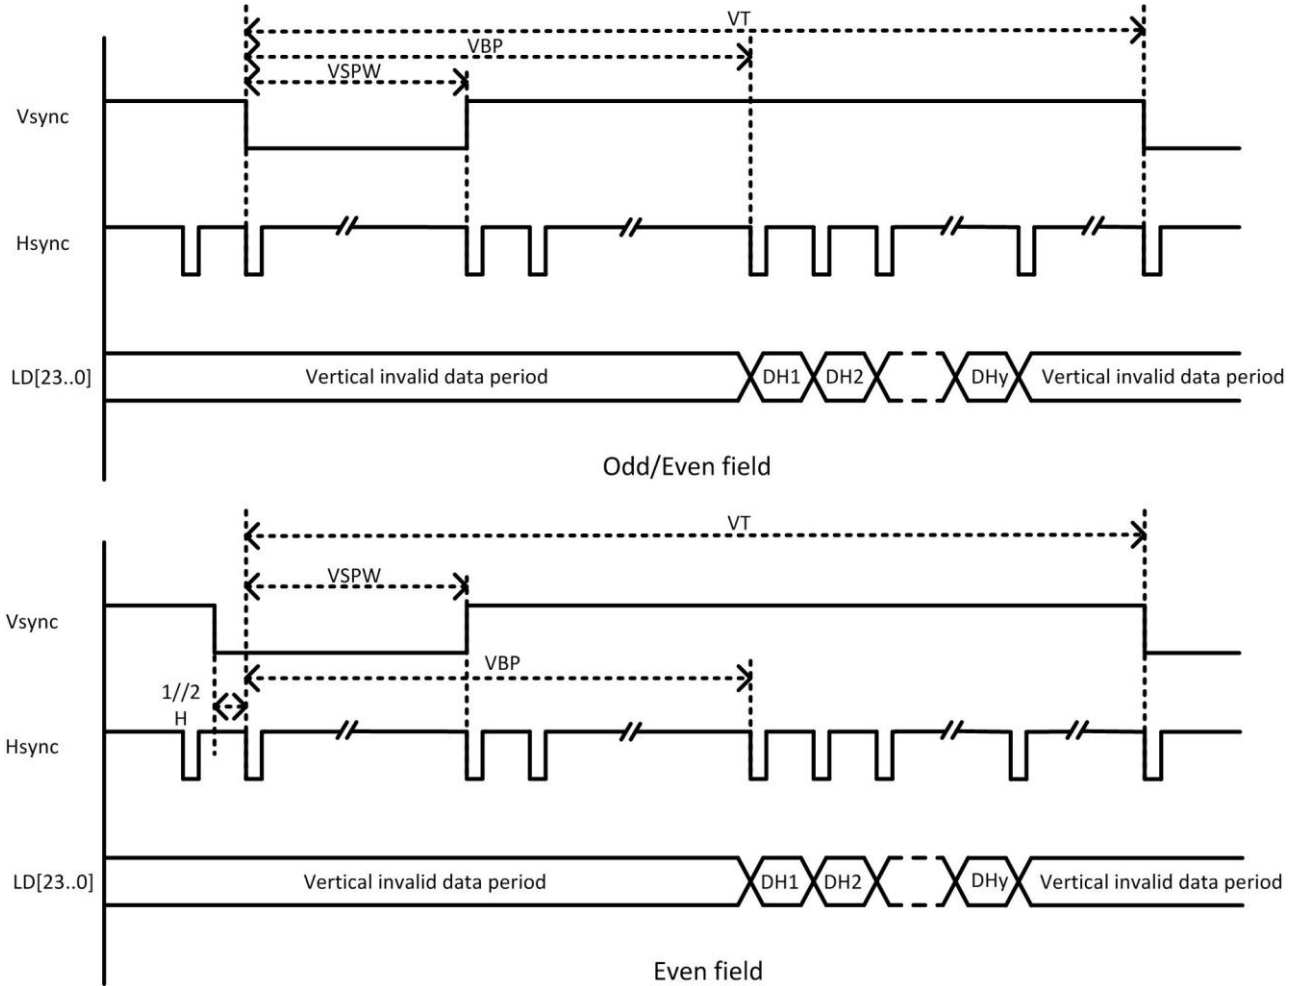 VT
VBP
VSPW
Vsync
Hsync
LD[23..0]
Vertical invalid data period
DH1
DH2
DHy
Vertical invalid data period
Odd/Even field
VT
VSPW
Vsync
VBP
1//2
H
Hsync
LD[23..0]
Vertical invalid data period
DH1
DH2
DHy
Vertical invalid data period
Even field